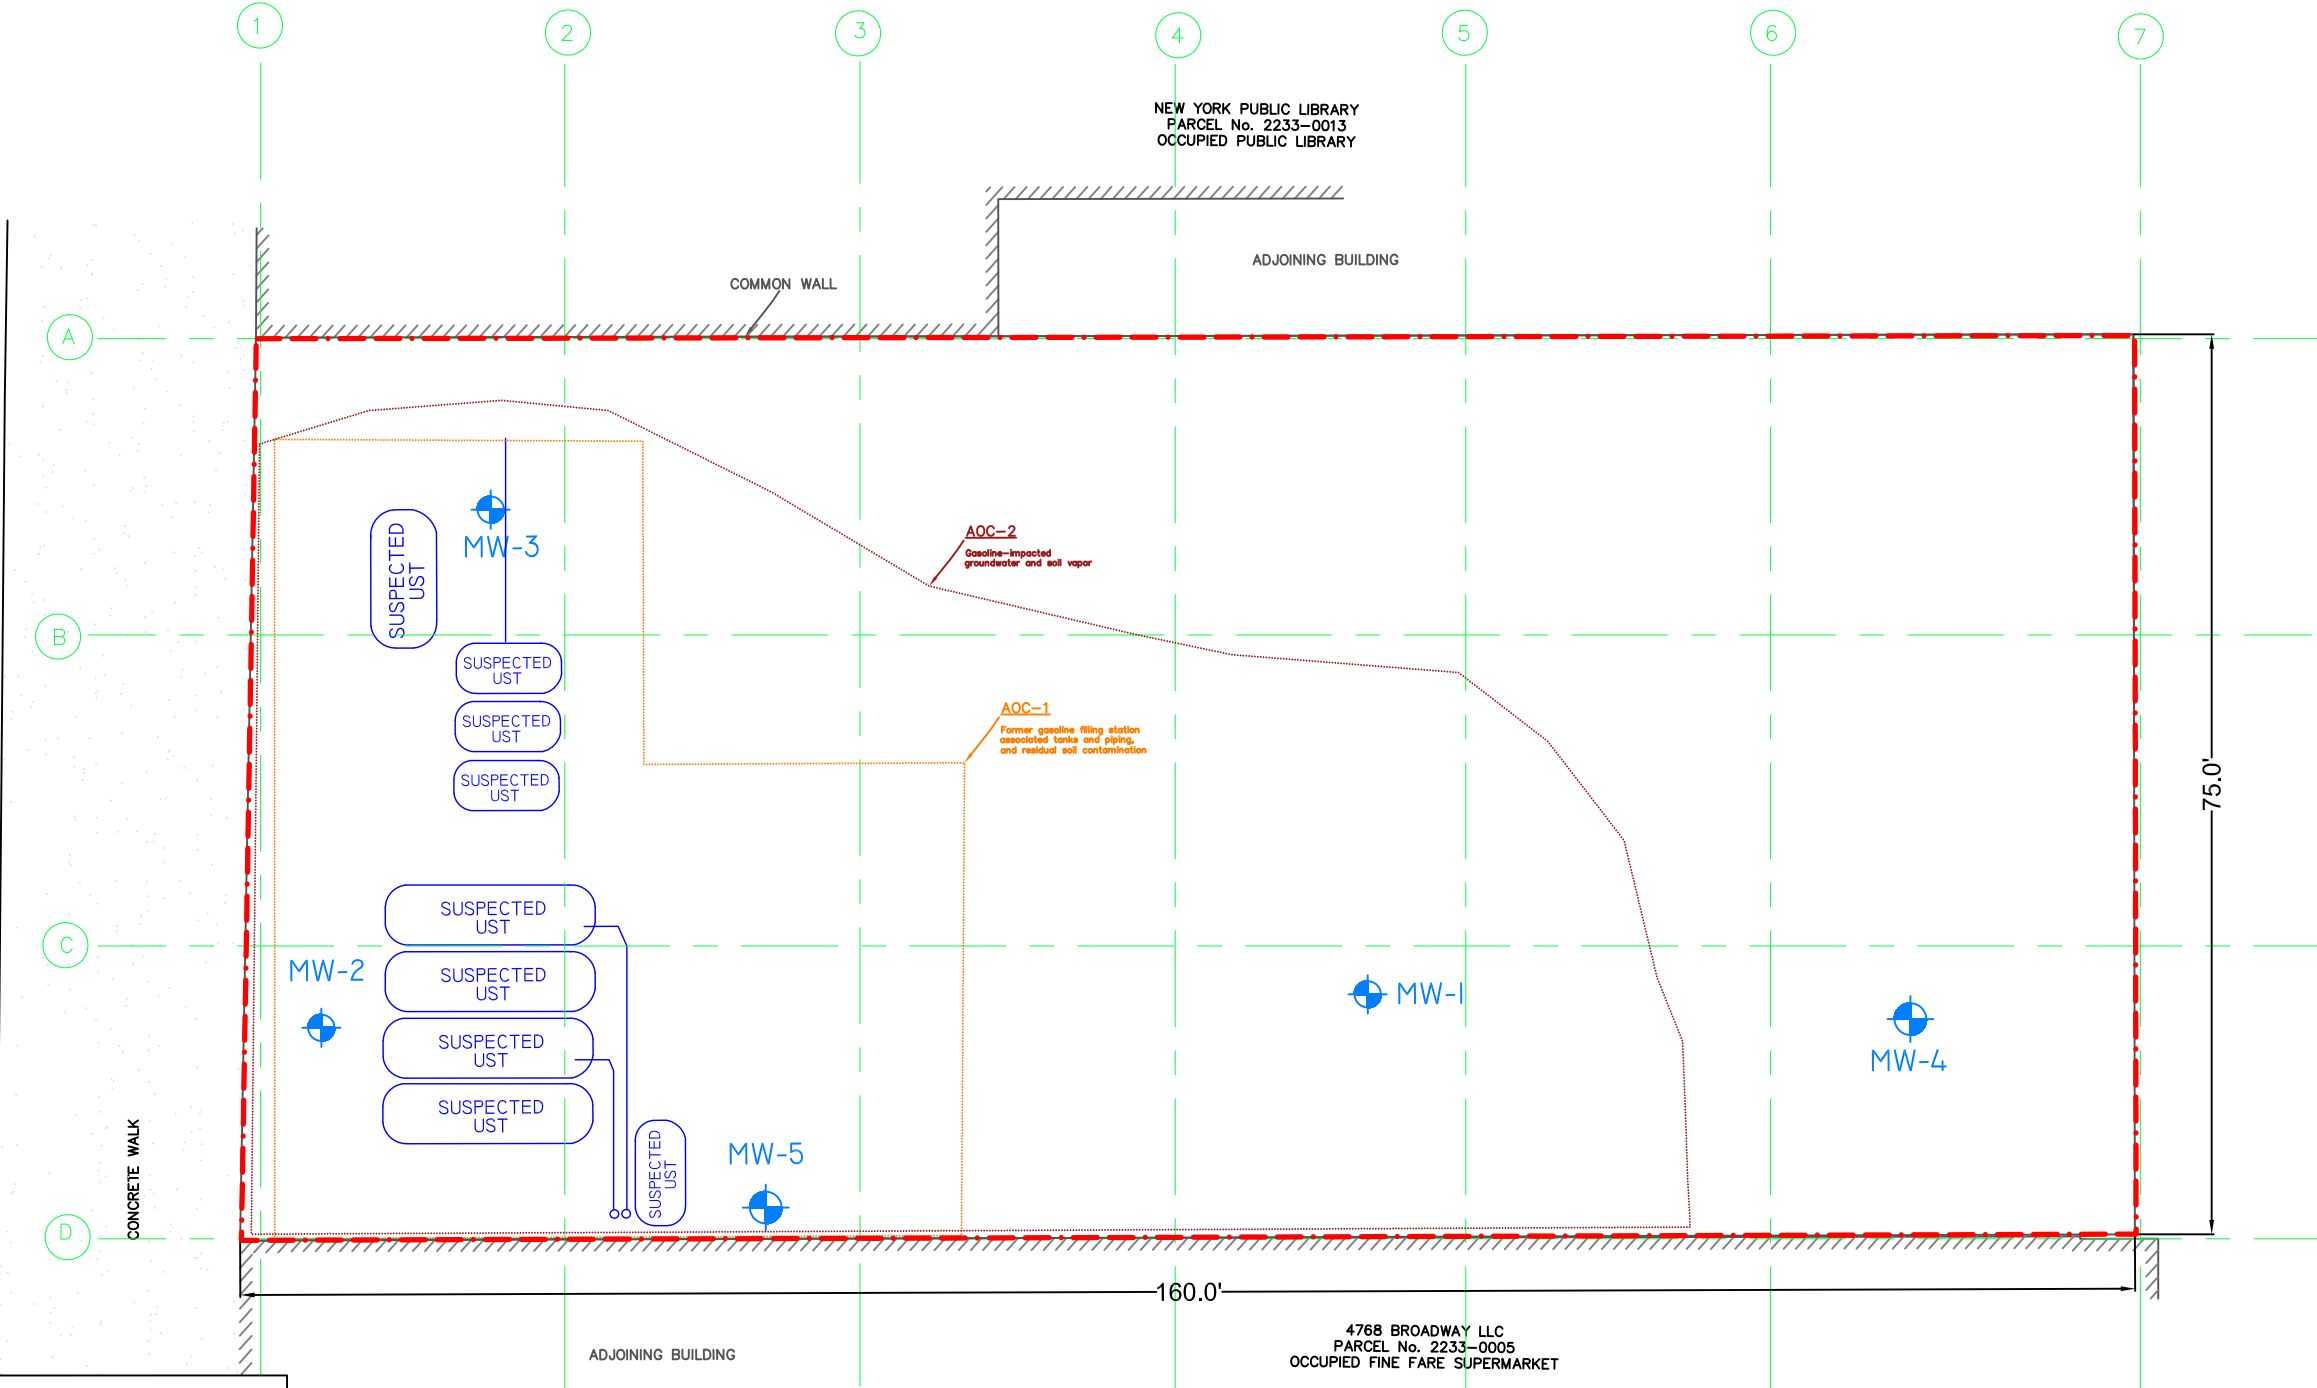 1
2
3
4
5
6
7
NEW YORK PUBLIC LIBRARY
PARCEL No. 2233-0013
OCCUPIED PUBLIC LIBRARY
ADJOINING BUILDING
COMMON WALL
A
AOC-2
Gasoline-impacted
groundwater and soil vapor
MW-3
SUSPECTED
UST
B
SUSPECTED
UST
SUSPECTED
UST
SUSPECTED
UST
AOC-1
Former gasoline filling station
associated tanks and piping,
and residual soil contamination
75.0'
SUSPECTED
UST
C
MW-2
SUSPECTED
UST
MW-1
SUSPECTED
UST
MW-4
SUSPECTED
UST
MW-5
SUSPECTED
UST
CONCRETE WALK
D
160.0'
4768 BROADWAY LLC
PARCEL No. 2233-0005
OCCUPIED FINE FARE SUPERMARKET
ADJOINING BUILDING